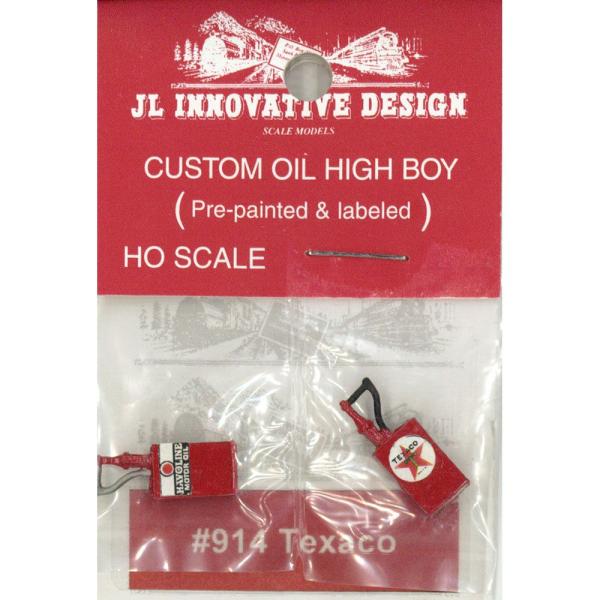 JL INNOVATIVE DESIGN
SCALE MODELS
CUSTOM OIL HIGH BOY
(Pre-painted & labeled)
HO SCALE
HAVOLINE
MOTOR OIL
TEXACO
#914 Texaco